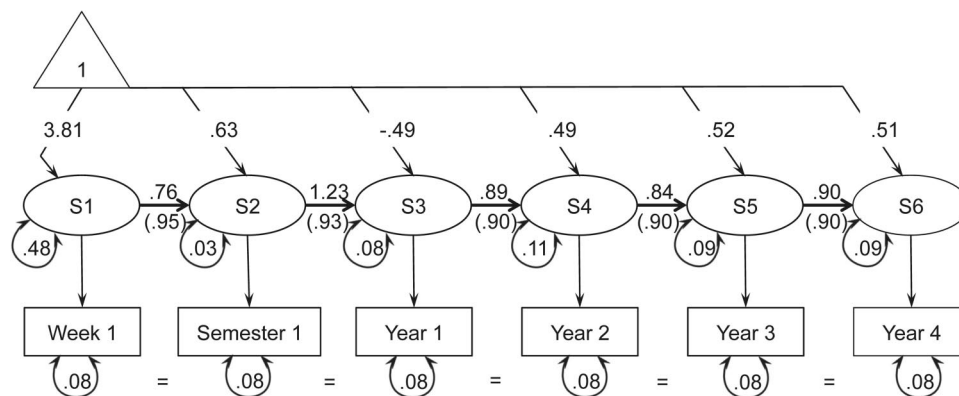 1
3.81 .63 -.49 .49 .52 .51
S1 .76 S2 1.23 S3 .89 S4 .84 S5 .90 S6
(.95) (.93) (.90) (.90) (.90)
.48 .03 .08 .11 .09 .09
Week 1 Semester 1 Year 1 Year 2 Year 3 Year 4
.08 = .08 = .08 = .08 = .08 = .08